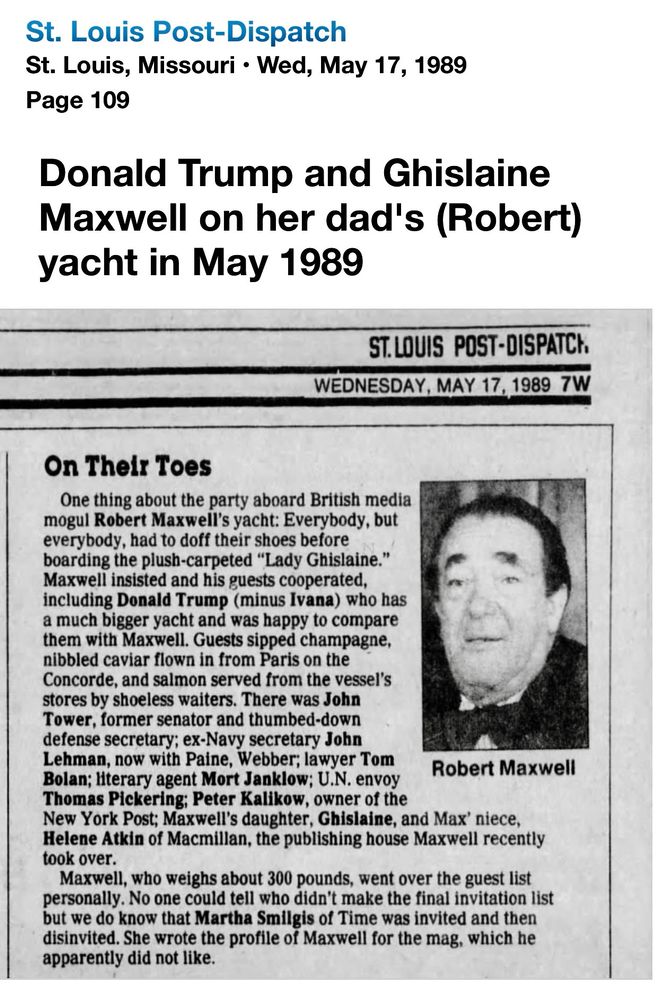 St. Louis Post-Dispatch
St. Louis, Missouri • Wed, May 17, 1989
Page 109
Donald Trump and Ghislaine
Maxwell on her dad's (Robert)
yacht in May 1989
ST. LOUIS POST-DISPATCH
WEDNESDAY, MAY 17, 1989 7W
On Their Toes
One thing about the party aboard British media
mogul Robert Maxwell's yacht: Everybody, but
everybody, had to doff their shoes before
boarding the plush-carpeted “Lady Ghislaine.”
Maxwell insisted and his guests cooperated,
including Donald Trump (minus Ivana) who has
a much bigger yacht and was happy to compare
them with Maxwell. Guests sipped champagne,
nibbled caviar flown in from Paris on the
Concorde, and salmon served from the vessel's
stores by shoeless waiters. There was John
Tower, former senator and thumbed-down
defense secretary; ex-Navy secretary John
Lehman, now with Paine, Webber; lawyer Tom
Bolan; literary agent Mort Janklow; U.N. envoy
Thomas Pickering; Peter Kalikow, owner of the
New York Post; Maxwell's daughter, Ghislaine, and Max' niece,
Helene Atkin of Macmillan, the publishing house Maxwell recently
took over.
Maxwell, who weighs about 300 pounds, went over the guest list
personally. No one could tell who didn't make the final invitation list
but we do know that Martha Smilgis of Time was invited and then
disinvited. She wrote the profile of Maxwell for the mag, which he
apparently did not like.
Robert Maxwell